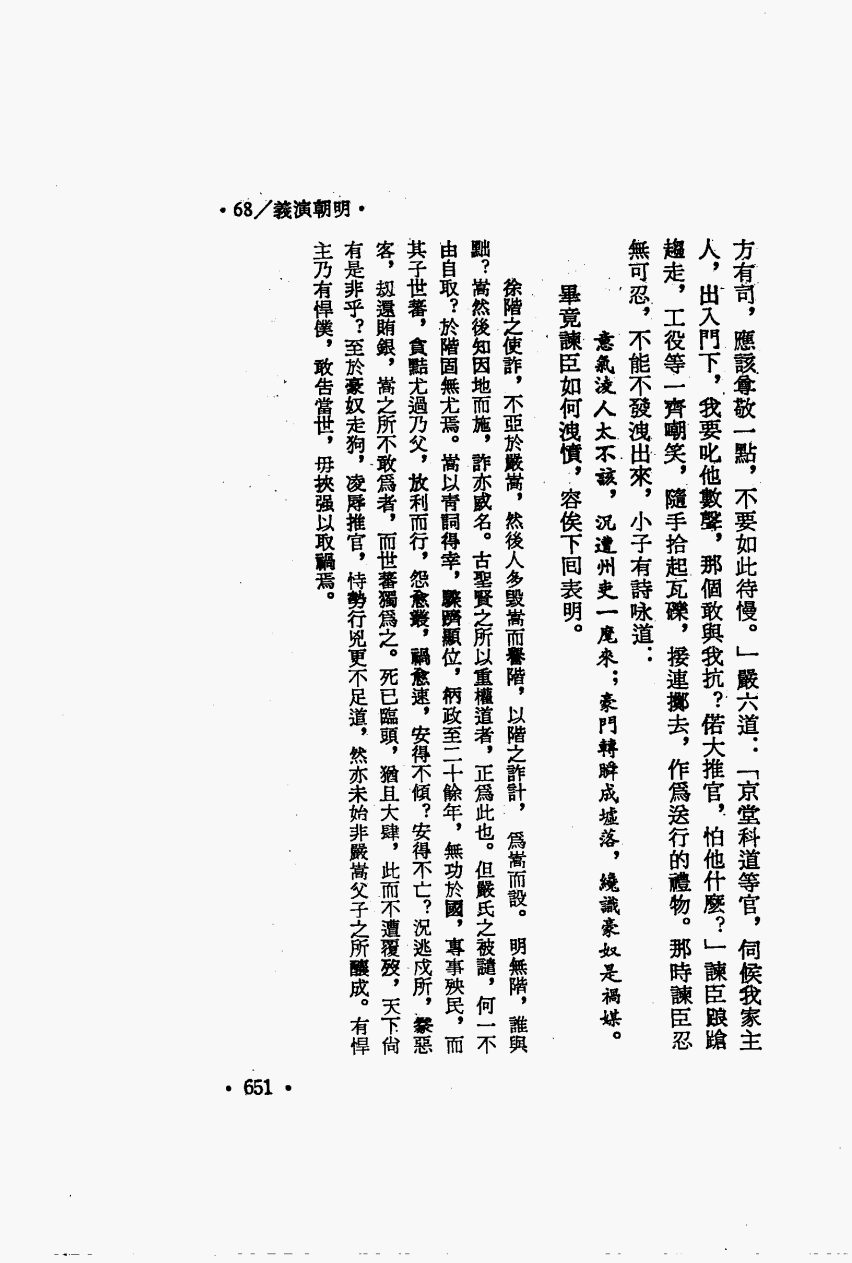 ·68／義演朝明·
方有司，應該尊敬一點，不要如此待慢。」嚴六道：「京堂科道等官，伺候我家主
人，出入門下，我要叱他數聲，那個敢與我抗？偌大推官，怕他什麼？」諫臣踉蹌
趨走，工役等一齊嘲笑，隨手拾起瓦礫，接連擲去，作爲送行的禮物。那時諫臣忍
無可忍，不能不發洩出來，小子有詩咏道：
意氣淩人太不該，況遭州吏一麾來；豪門轉瞬成墟落，纔識豪奴是禍媒。
畢竟諫臣如何洩憤，容俟下回表明。
徐階之使詐，不亞於嚴嵩，然後人多毀嵩而譽階，以階之詐計，爲嵩而設。明無階，誰與
黜？嵩然後知因地而施，詐亦成名。古聖賢之所以重權道者，正爲此也。但嚴氏之被譴，何一不
由自取？於階固無尤焉。嵩以青詞得幸，驟躋顯位，柄政至二十餘年，無功於國，專事殃民，而
其子世蕃，貪黠尤過乃父，放利而行，怨愈叢，禍愈速，安得不傾？安得不亡？況逃戍所，豢惡
客，刼還賄銀，嵩之所不敢爲者，而世蕃獨爲之。死已臨頭，猶且大肆，此而不遭覆歿，天下尙
有是非乎？至於豪奴走狗，凌辱推官，恃勢行兇更不足道，然亦未始非嚴嵩父子之所釀成。有悍
主乃有悍僕，敢告當世，毋挾强以取禍焉。
·651·